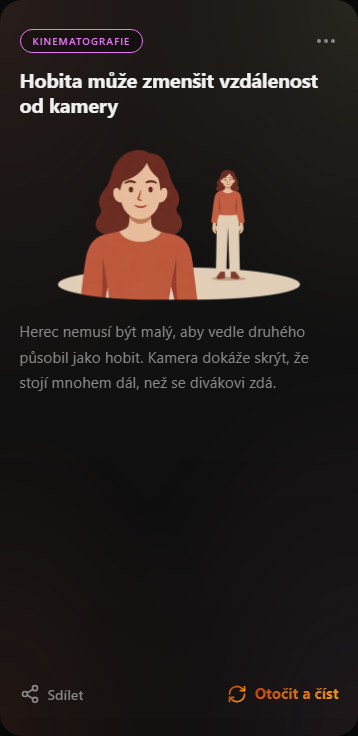 KINEMATOGRAFIE
Hobita může zmenšit vzdálenost
od kamery
Herec nemusí být malý, aby vedle druhého
působil jako hobit. Kamera dokáže skrýt, že
stojí mnohem dál, než se divákovi zdá.
Sdílet
Otočit a číst